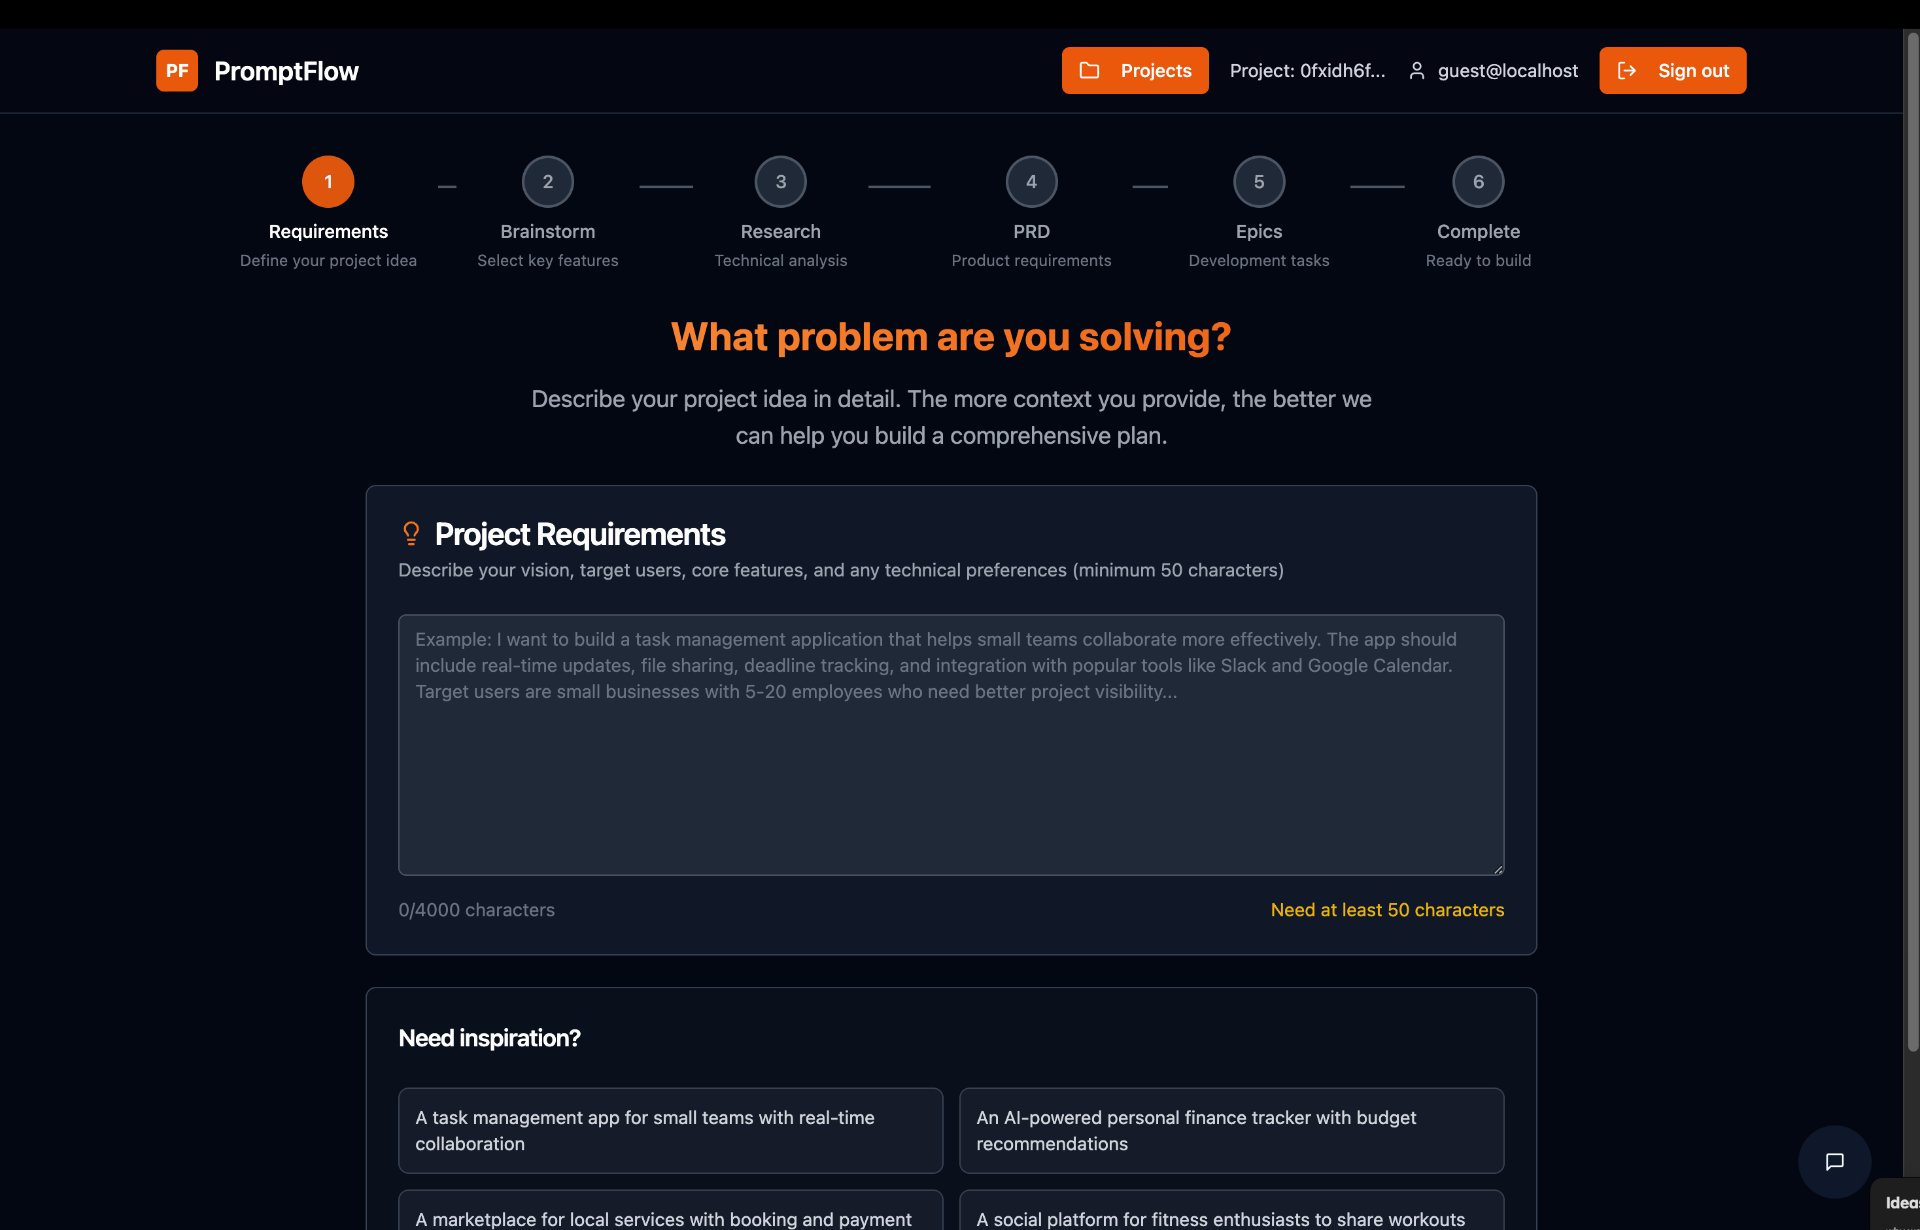 PF PromptFlow
Projects Project: 0fxidh6f... guest@localhost Sign out
1 2 3 4 5 6
Requirements Brainstorm Research PRD Epics Complete
Define your project idea Select key features Technical analysis Product requirements Development tasks Ready to build
What problem are you solving?
Describe your project idea in detail. The more context you provide, the better we
can help you build a comprehensive plan.
Project Requirements
Describe your vision, target users, core features, and any technical preferences (minimum 50 characters)
Example: I want to build a task management application that helps small teams collaborate more effectively. The app should
include real-time updates, file sharing, deadline tracking, and integration with popular tools like Slack and Google Calendar.
Target users are small businesses with 5-20 employees who need better project visibility...
0/4000 characters Need at least 50 characters
Need inspiration?
A task management app for small teams with real-time
collaboration
An AI-powered personal finance tracker with budget
recommendations
A marketplace for local services with booking and payment
A social platform for fitness enthusiasts to share workouts